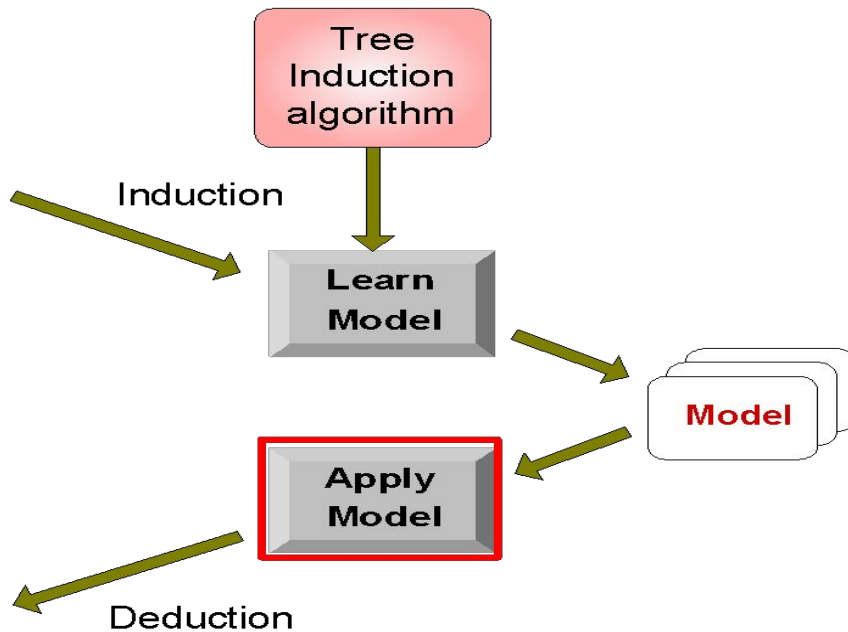 Tree
Induction
algorithm
Induction
Learn
Model
Model
Apply
Model
Deduction